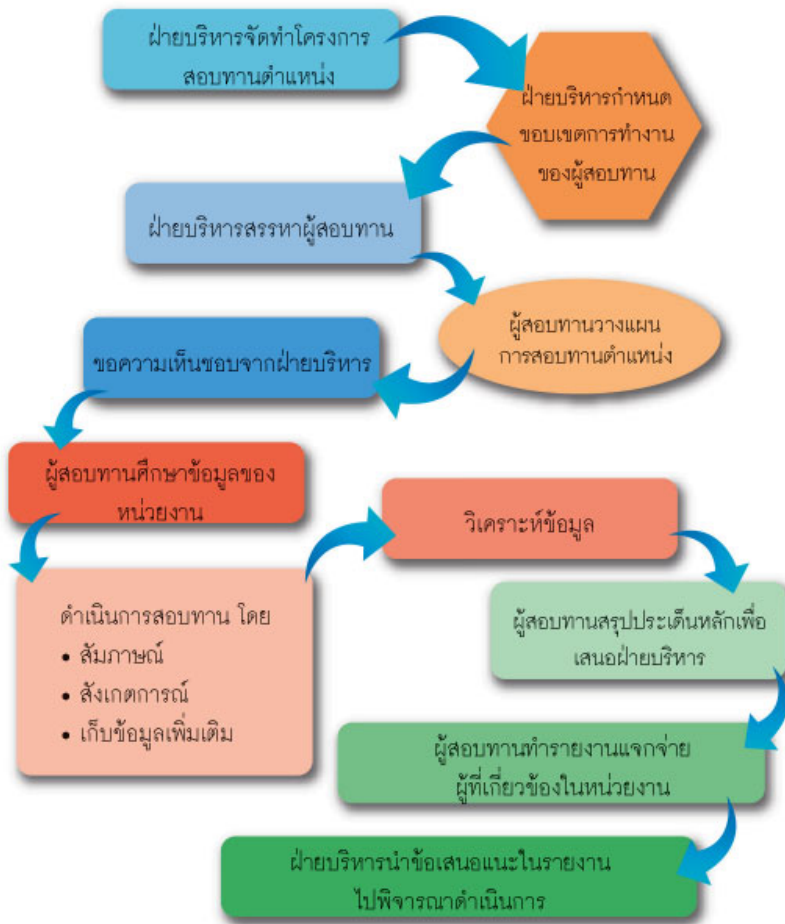 ฝ่ายบริหารจัดทำโครงการ
สอบทานตำแหน่ง
ฝ่ายบริหารกำหนด
ขอบเขตการทำงาน
ของผู้สอบทาน
ฝ่ายบริหารสรรหาผู้สอบทาน
ผู้สอบทานวางแผน
การสอบทานตำแหน่ง
ขอความเห็นชอบจากฝ่ายบริหาร
ผู้สอบทานศึกษาข้อมูลของ
หน่วยงาน
ดำเนินการสอบทาน โดย
• สัมภาษณ์
• สังเกตการณ์
• เก็บข้อมูลเพิ่มเติม
วิเคราะห์ข้อมูล
ผู้สอบทานสรุปประเด็นหลักเพื่อ
เสนอฝ่ายบริหาร
ผู้สอบทานทำรายงานแจกจ่าย
ผู้ที่เกี่ยวข้องในหน่วยงาน
ฝ่ายบริหารนำข้อเสนอแนะในรายงาน
ไปพิจารณาดำเนินการ